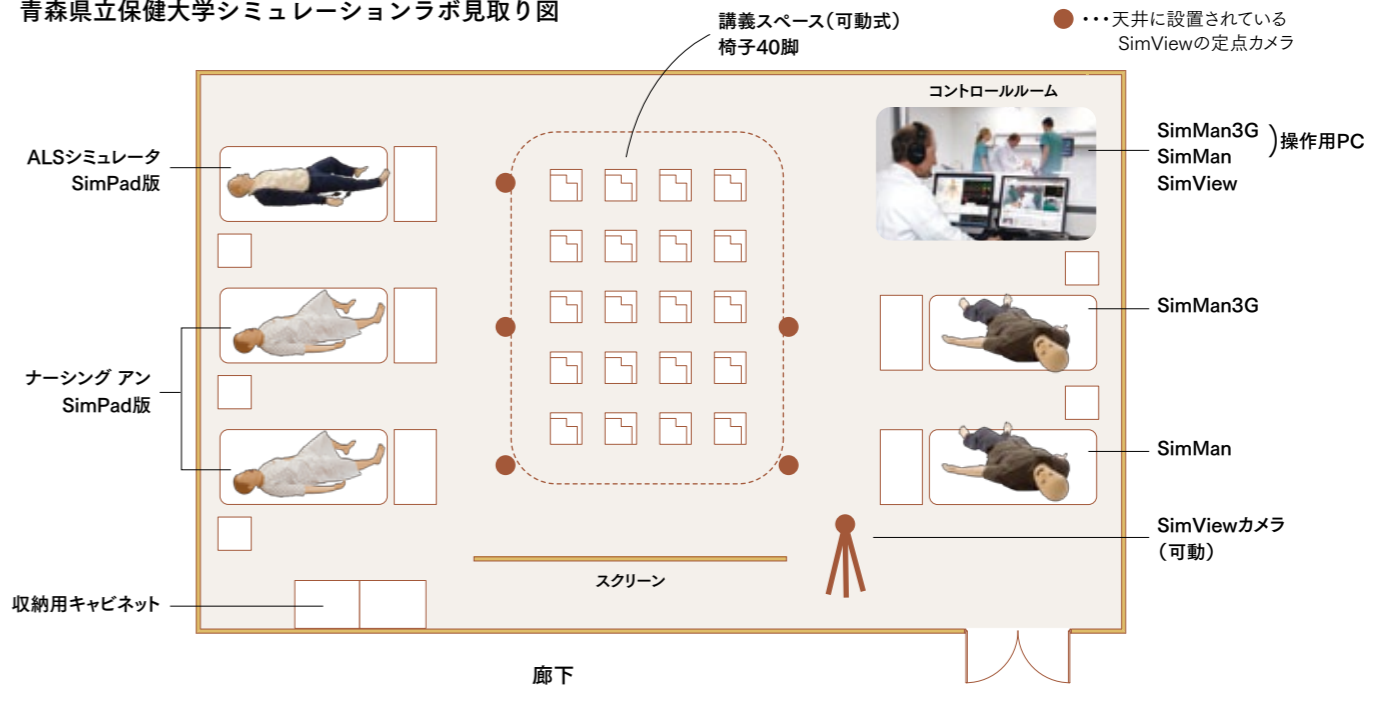 青森県立保健大学シミュレーションラボ見取り図
講義スペース（可動式）
椅子40脚
●・・・天井に設置されている
SimViewの定点カメラ
コントロールルーム
ALSシミュレータ
SimPad版
SimMan3G
SimMan
SimView
）操作用PC
ナーシング アン
SimPad版
SimMan3G
SimMan
SimViewカメラ
（可動）
スクリーン
収納用キャビネット
廊下